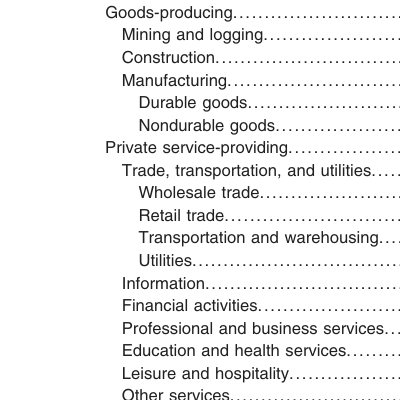 Goods-producing..................
Mining and logging..................
Construction..................
Manufacturing..................
Durable goods..................
Nondurable goods..................
Private service-providing..................
Trade, transportation, and utilities.....
Wholesale trade..................
Retail trade..................
Transportation and warehousing....
Utilities..................
Information..................
Financial activities..................
Professional and business services...
Education and health services.........
Leisure and hospitality..................
Other services..................